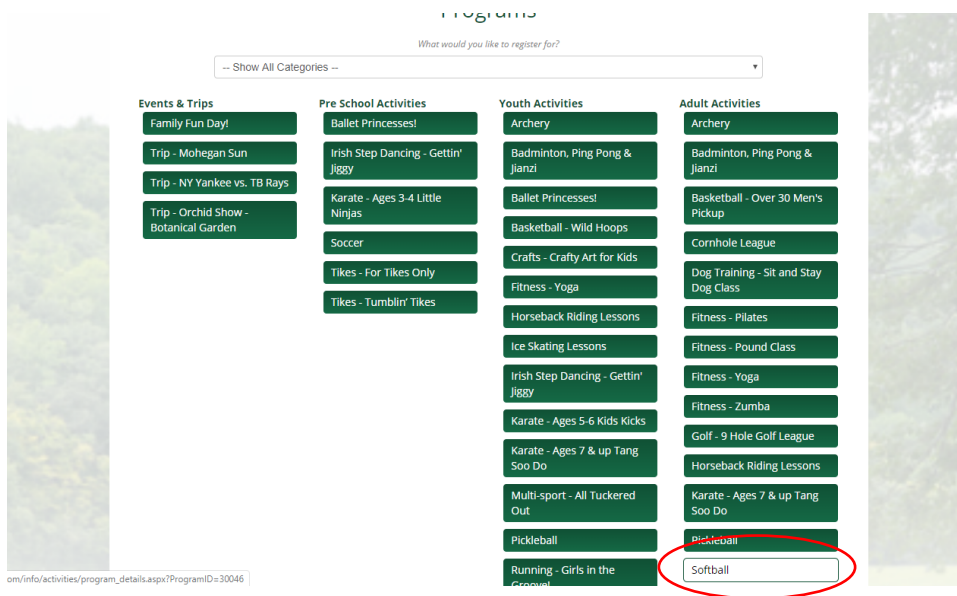 Programs
What would you like to register for?
-- Show All Categories --
Events & Trips
Family Fun Day!
Trip - Mohegan Sun
Trip - NY Yankee vs. TB Rays
Trip - Orchid Show -
Botanical Garden
Pre School Activities
Ballet Princesses!
Irish Step Dancing - Gettin'
Jiggy
Karate - Ages 3-4 Little
Ninjas
Soccer
Tikes - For Tikes Only
Tikes - Tumblin' Tikes
Youth Activities
Archery
Badminton, Ping Pong &
Jianzi
Ballet Princesses!
Basketball - Wild Hoops
Crafts - Crafty Art for Kids
Fitness - Yoga
Horseback Riding Lessons
Ice Skating Lessons
Irish Step Dancing - Gettin'
Jiggy
Karate - Ages 5-6 Kids Kicks
Karate - Ages 7 & up Tang
Soo Do
Multi-sport - All Tuckered
Out
Pickleball
Running - Girls in the
Groove!
Adult Activities
Archery
Badminton, Ping Pong &
Jianzi
Basketball - Over 30 Men's
Pickup
Cornhole League
Dog Training - Sit and Stay
Dog Class
Fitness - Pilates
Fitness - Pound Class
Fitness - Yoga
Fitness - Zumba
Golf - 9 Hole Golf League
Horseback Riding Lessons
Karate - Ages 7 & up Tang
Soo Do
Pickleball
Softball
om/info/activities/program_details.aspx?ProgramID=30046